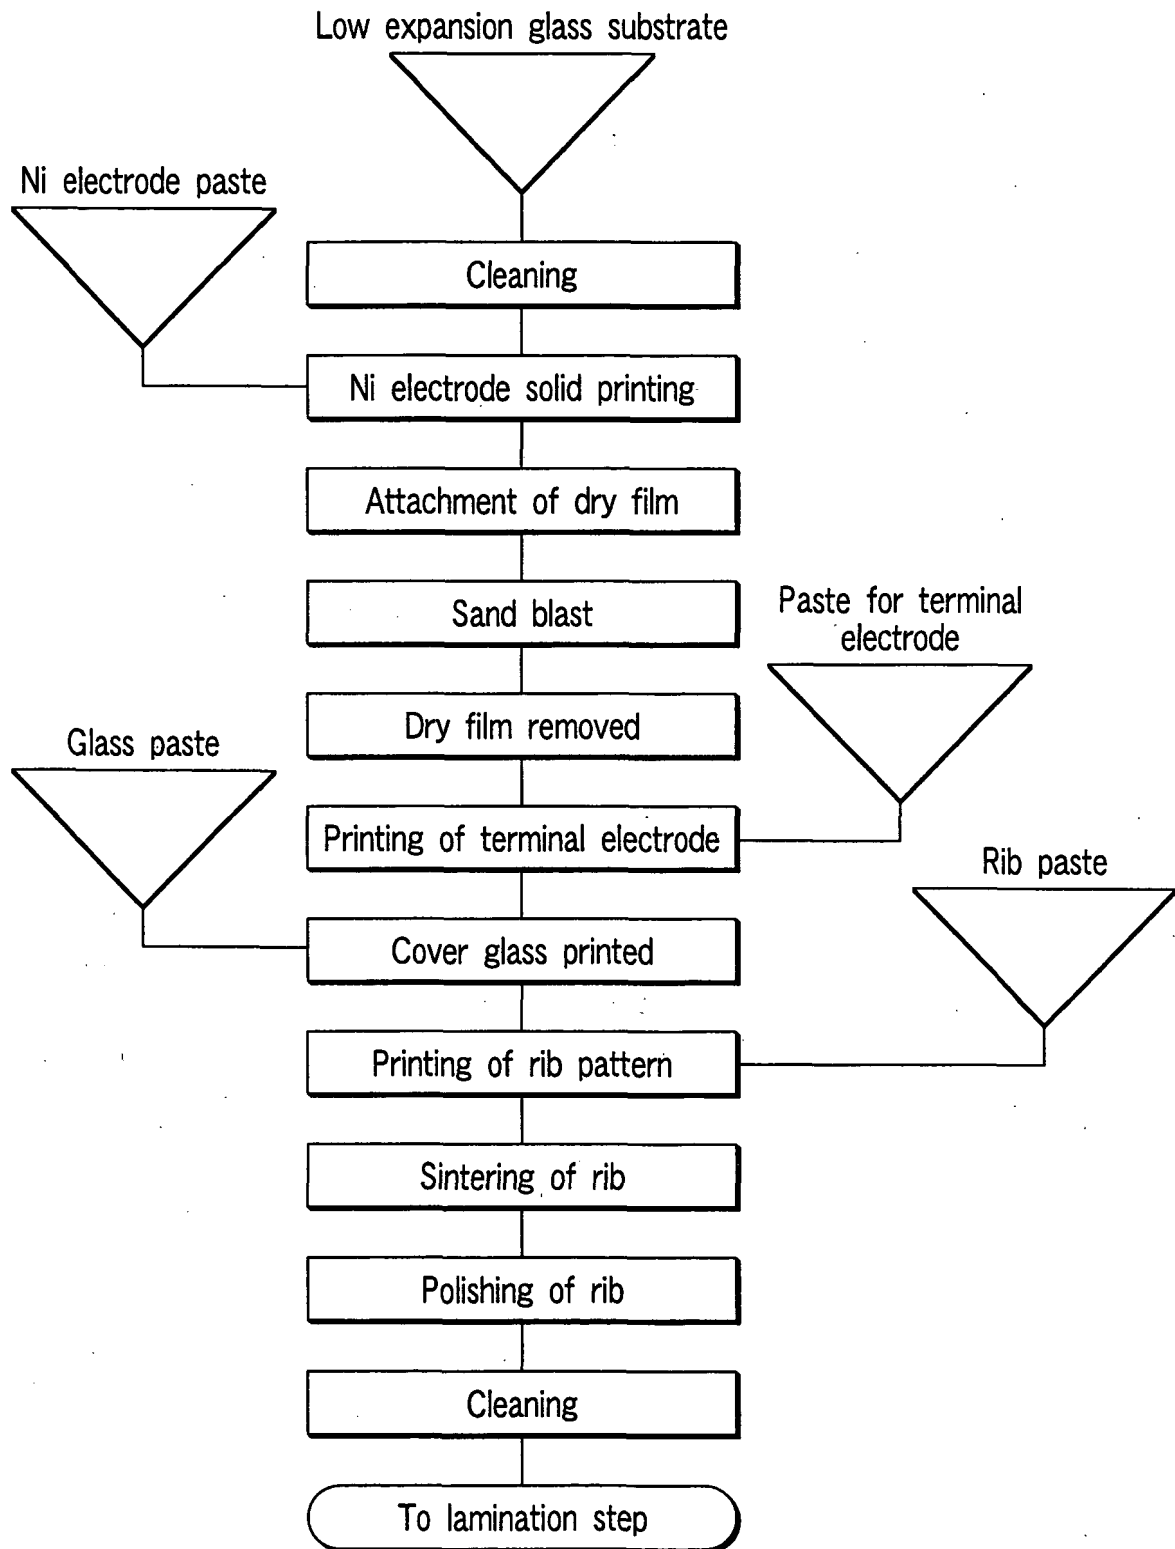 Low expansion glass substrate
Ni electrode paste
Cleaning
Ni electrode solid printing
Attachment of dry film
Sand blast
Paste for terminal
electrode
Dry film removed
Glass paste
Printing of terminal electrode
Rib paste
Cover glass printed
Printing of rib pattern
Sintering of rib
Polishing of rib
Cleaning
To lamination step